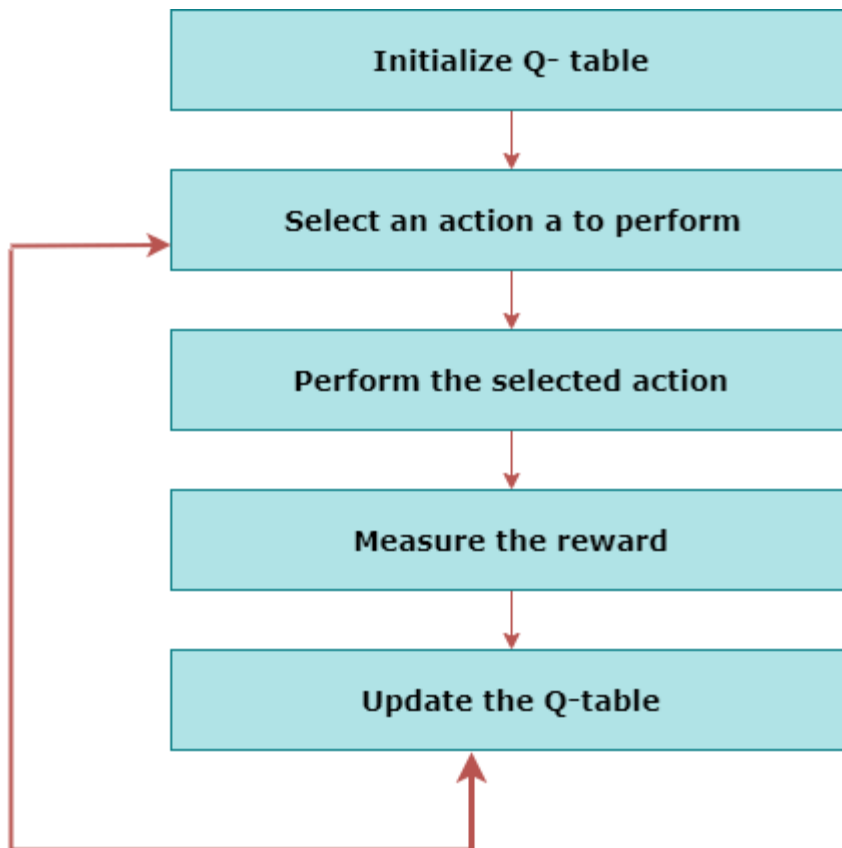 Initialize Q- table
Select an action a to perform
Perform the selected action
Measure the reward
Update the Q-table